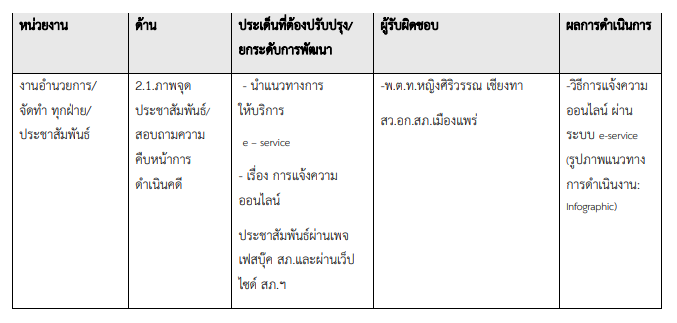 หน่วยงาน
ด้าน
ประเด็นที่ต้องปรับปรุง/
ยกระดับการพัฒนา
ผู้รับผิดชอบ
ผลการดำเนินการ
งานอำนวยการ/
จัดทำ ทุกฝ่าย/
ประชาสัมพันธ์
2.1.ภาพจุด
ประชาสัมพันธ์/
สอบถามความ
คืบหน้าการ
ดำเนินคดี
- นำแนวทางการ
ให้บริการ
e – service
- เรื่อง การแจ้งความ
ออนไลน์
ประชาสัมพันธ์ผ่านเพจ
เฟสบุ๊ค สภ.และผ่านเว็ป
ไซด์ สภ.ฯ
-พ.ต.ท.หญิงศิริวรรณ เชียงทา
สว.อก.สภ.เมืองแพร่
-วิธีการแจ้งความ
ออนไลน์ ผ่าน
ระบบ e-service
(รูปภาพแนวทาง
การดำเนินงาน:
Infographic)